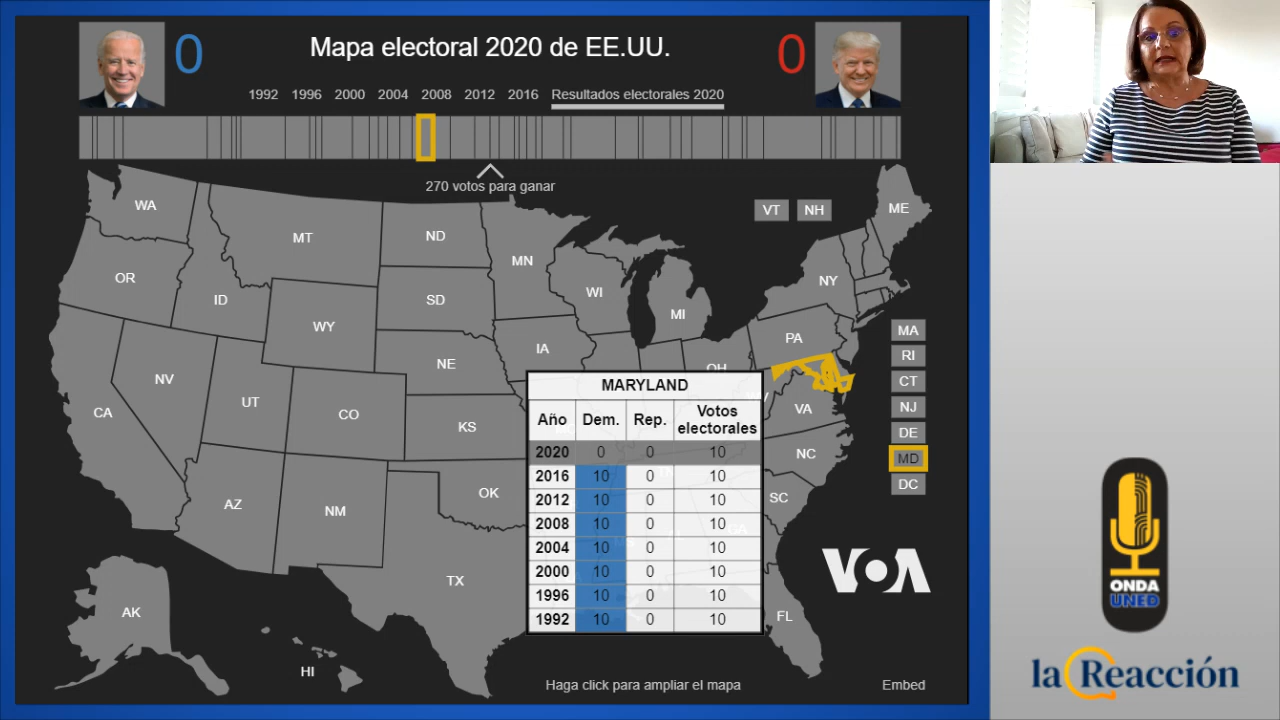 0
Mapa electoral 2020 de EE.UU.
0
1992 1996 2000 2004 2008 2012 2016 Resultados electorales 2020
270 votos para ganar
WA
MT
ND
MN
VT
NH
ME
OR
ID
SD
WI
MI
NY
WY
IA
PA
NE
OH
NV
UT
CO
CA
KS
VA
NC
AZ
NM
OK
SC
TX
AK
HI
FL
MA
RI
CT
NJ
DE
MD
DC
MARYLAND
Año Dem. Rep. Votos electorales
2020 0 0 10
2016 10 0 10
2012 10 0 10
2008 10 0 10
2004 10 0 10
2000 10 0 10
1996 10 0 10
1992 10 0 10
VOA
Haga click para ampliar el mapa
Embed
ONDA
UNED
la Reacción